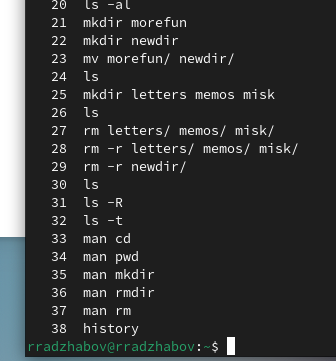 20 ls -al
21 mkdir morefun
22 mkdir newdir
23 mv morefun/ newdir/
24 ls
25 mkdir letters memos misk
26 ls
27 rm letters/ memos/ misk/
28 rm -r letters/ memos/ misk/
29 rm -r newdir/
30 ls
31 ls -R
32 ls -t
33 man cd
34 man pwd
35 man mkdir
36 man rmdir
37 man rm
38 history
rradzhabov@rradzhabov:~$